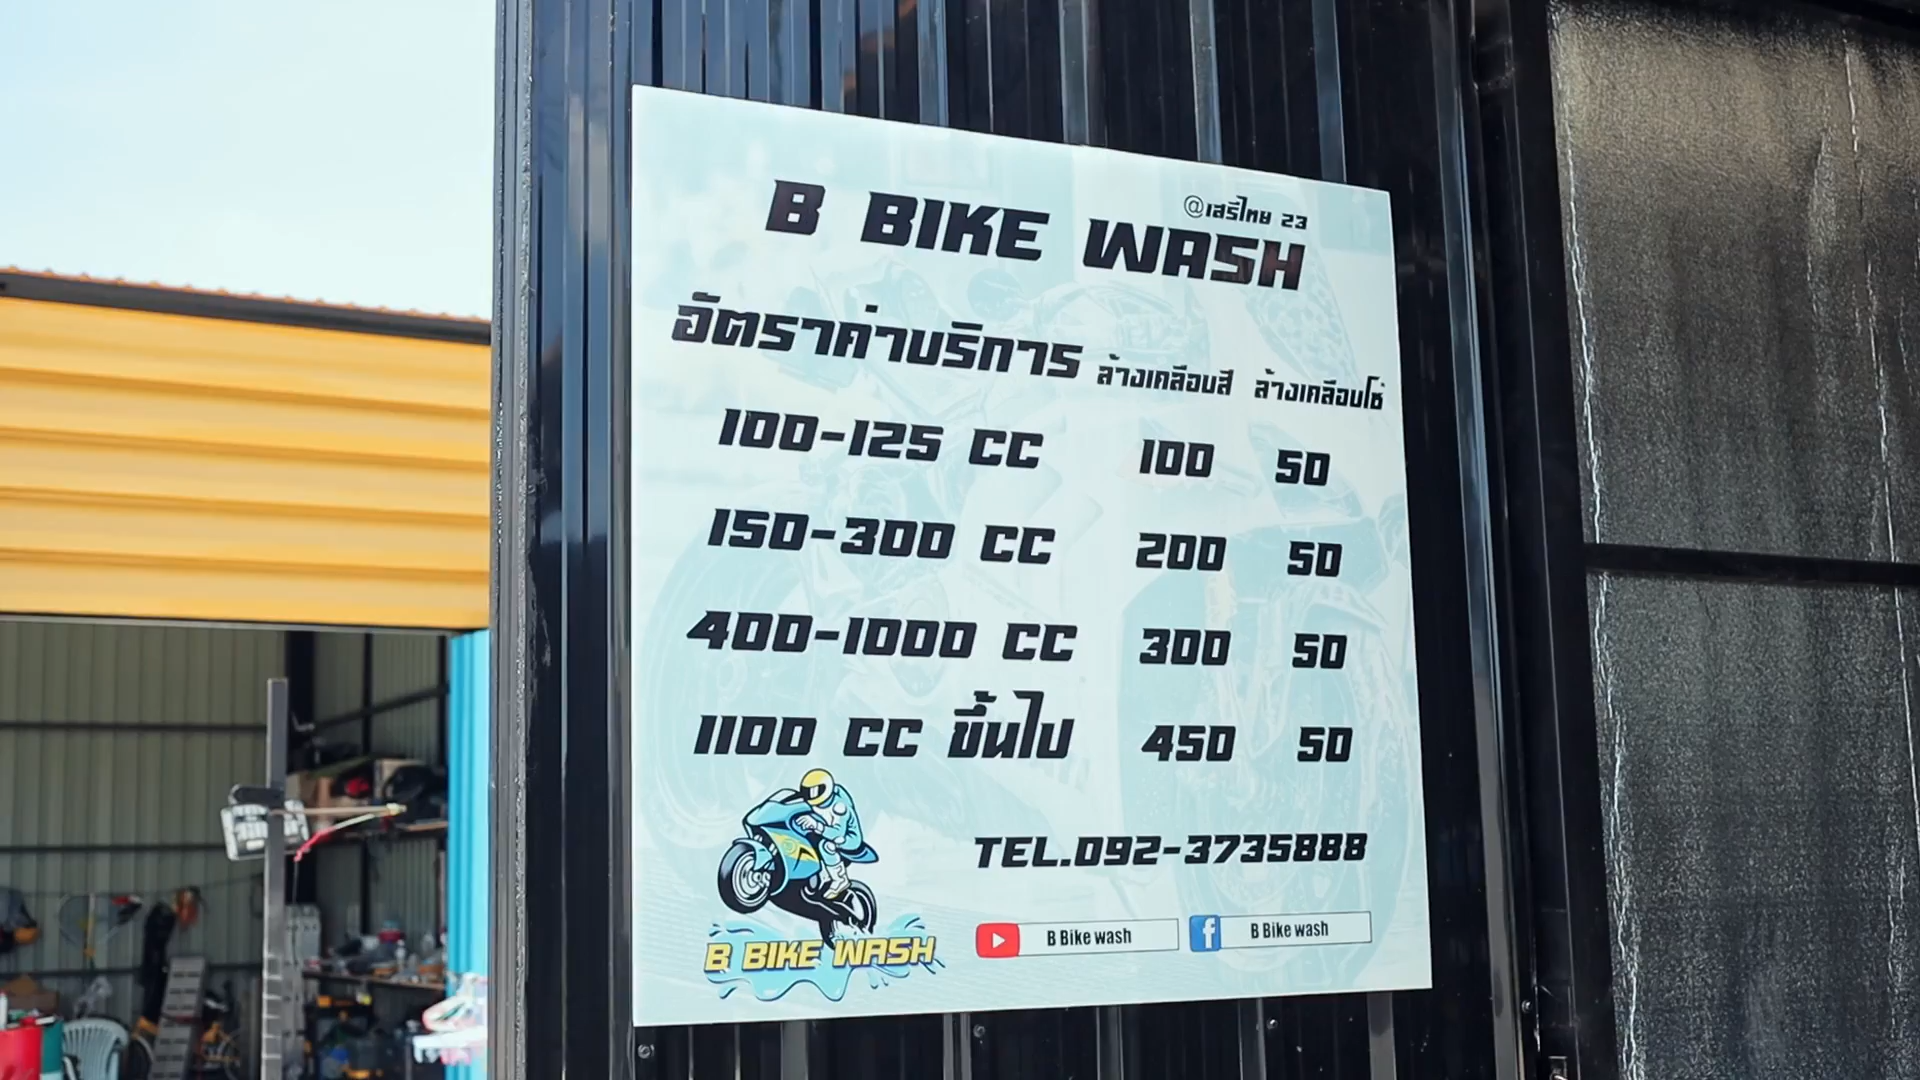 @เสรีไทย 23
B BIKE WASH
อัตราค่าบริการ ล้างเคลือบสี ล้างเคลือบโซ่
100-125 CC 100 50
150-300 CC 200 50
400-1000 CC 300 50
1100 CC ขึ้นไป 450 50
TEL.092-3735888
B BIKE WASH
B Bike wash
B Bike wash